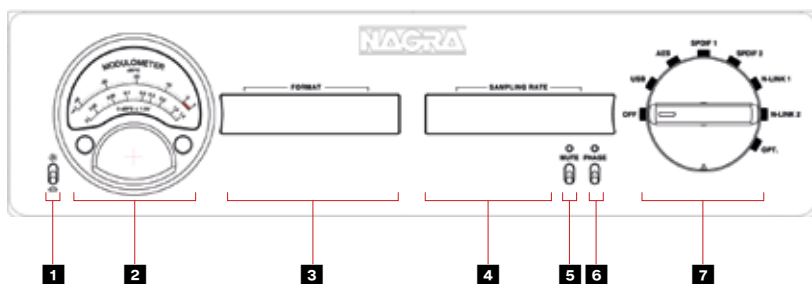 NAGRA
MODULOMETER
FORMAT
SAMPLING RATE
OFF
USB
AES
SPDIF 1
SPDIF 2
N-LINK 1
N-LINK 2
OPT.
MUTE
PHASE
1
2
3
4
5
6
7